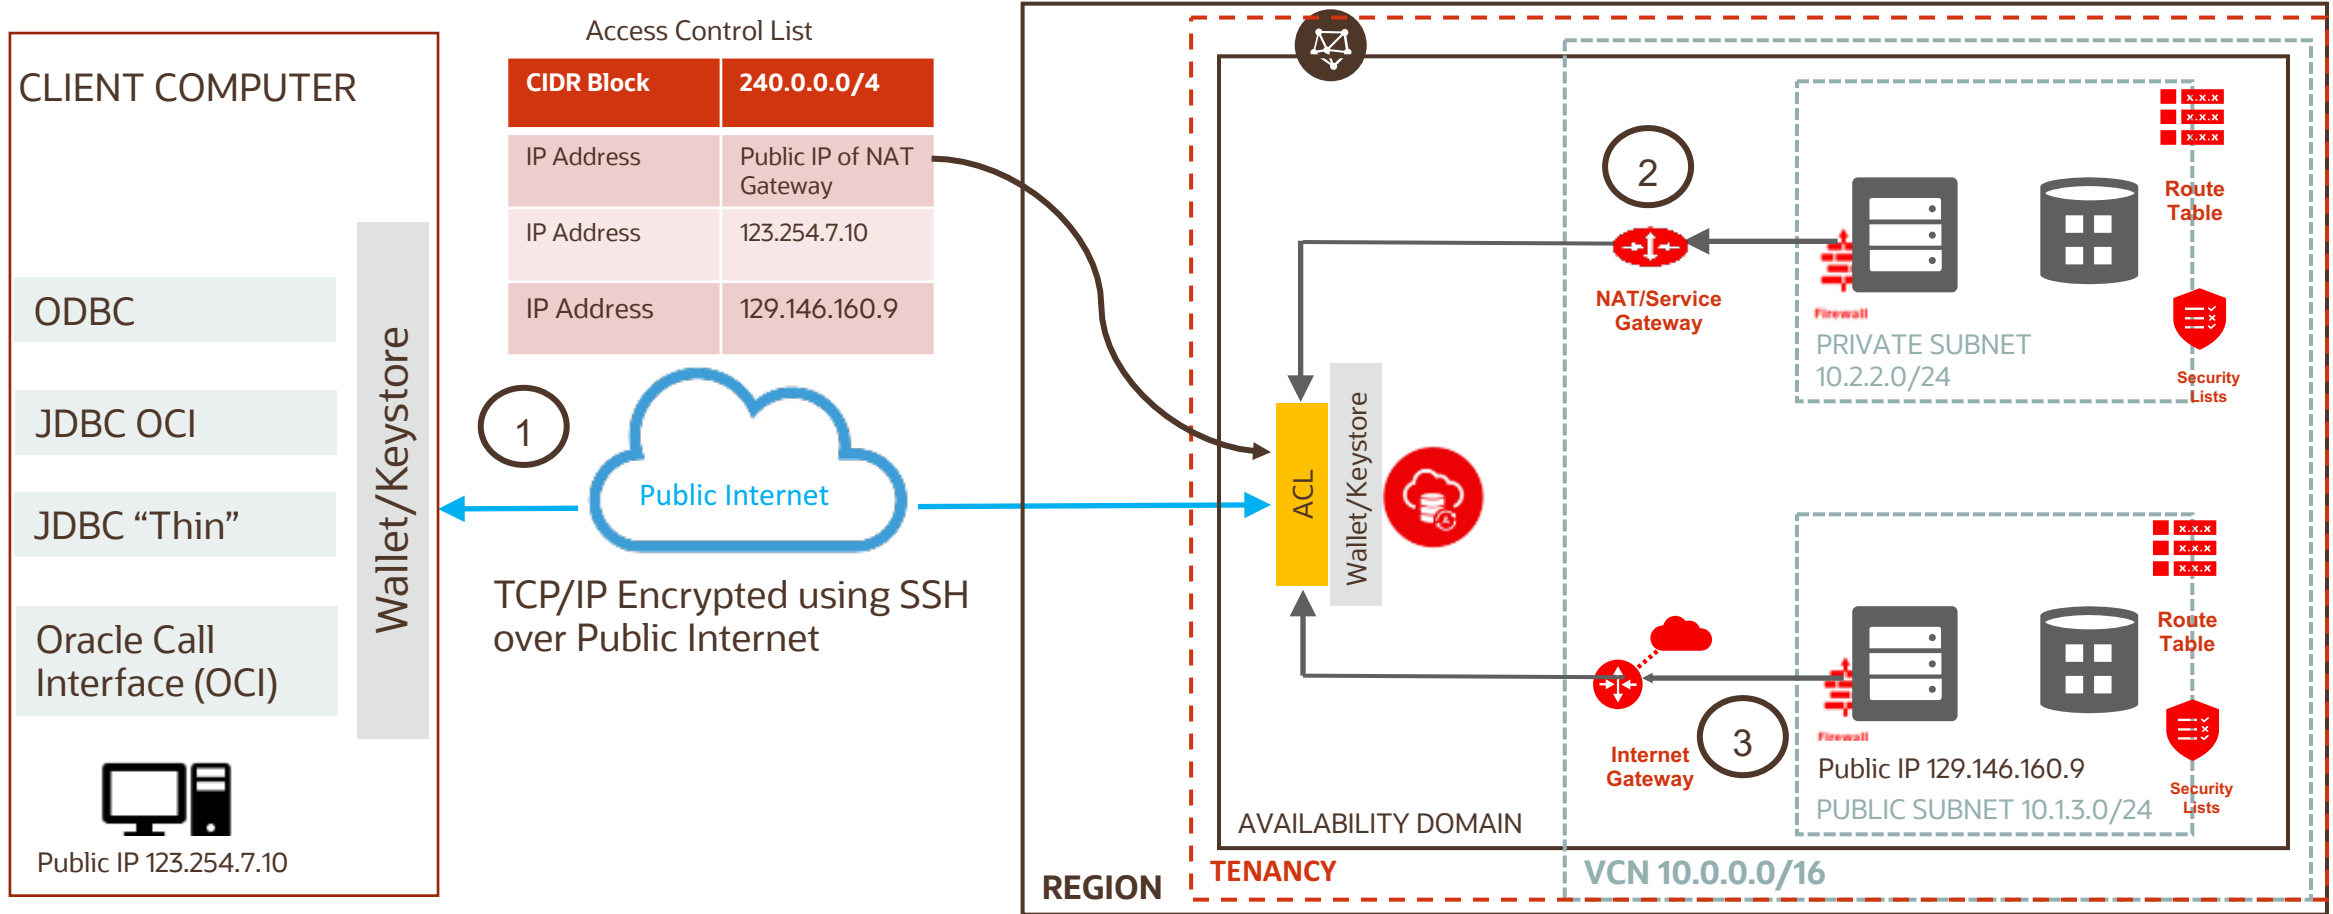 Access Control List
CLIENT COMPUTER
CIDR Block 240.0.0.0/4
IP Address Public IP of NAT
Gateway
IP Address 123.254.7.10
IP Address 129.146.160.9
ODBC
JDBC OCI
JDBC “Thin”
Oracle Call
Interface (OCI)
Wallet/Keystore
Public IP 123.254.7.10
1
Public Internet
TCP/IP Encrypted using SSH
over Public Internet
ACL
Wallet/Keystore
2
NAT/Service
Gateway
Firewall
PRIVATE SUBNET
10.2.2.0/24
x.x.x
x.x.x
x.x.x
Route
Table
Security
Lists
3
Internet
Gateway
Firewall
Public IP 129.146.160.9
PUBLIC SUBNET 10.1.3.0/24
x.x.x
x.x.x
x.x.x
Route
Table
Security
Lists
AVAILABILITY DOMAIN
TENANCY
VCN 10.0.0.0/16
REGION